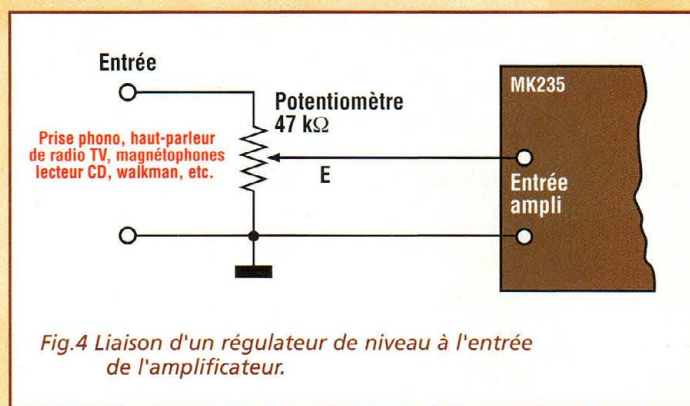 Entrée
Potentiomètre
47 kΩ
Prise phono, haut-parleur
de radio TV, magnétophones
lecteur CD, walkman, etc.
E
MK235
Entrée
ampli
Fig.4 Liaison d'un régulateur de niveau à l'entrée
de l'amplificateur.